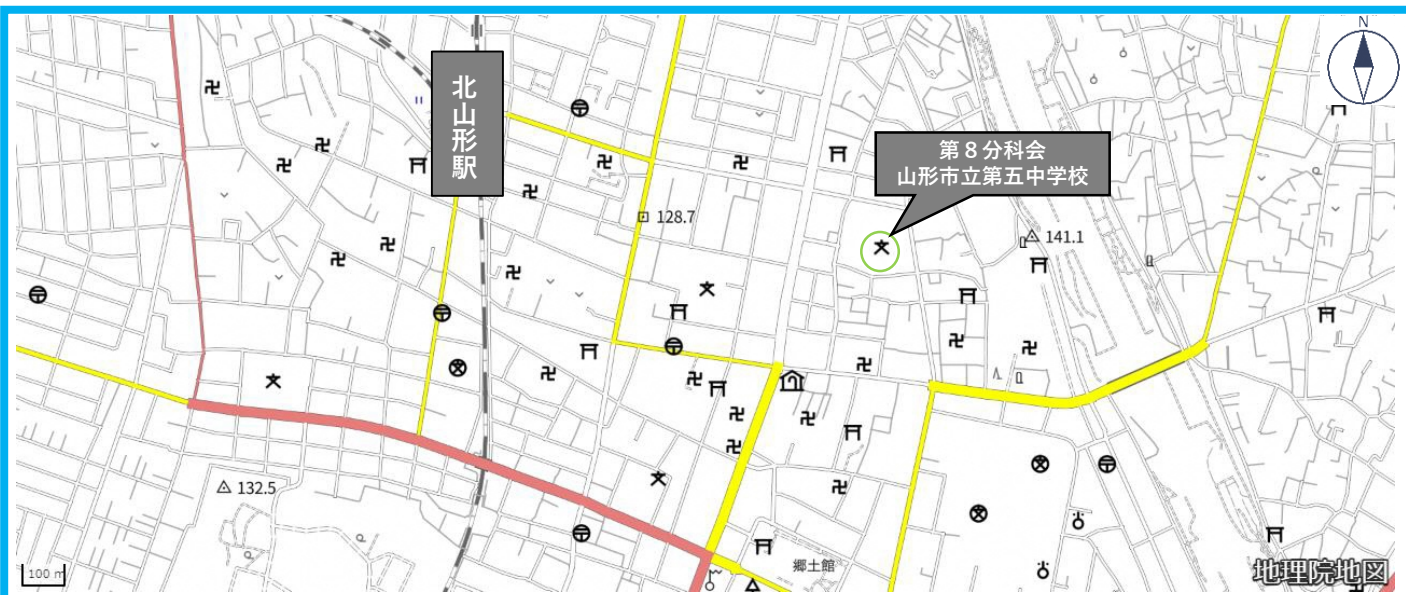 N
北山形駅
第８分科会
山形市立第五中学校
128.7
141.1
132.5
郷土館
100 m
地理院地図